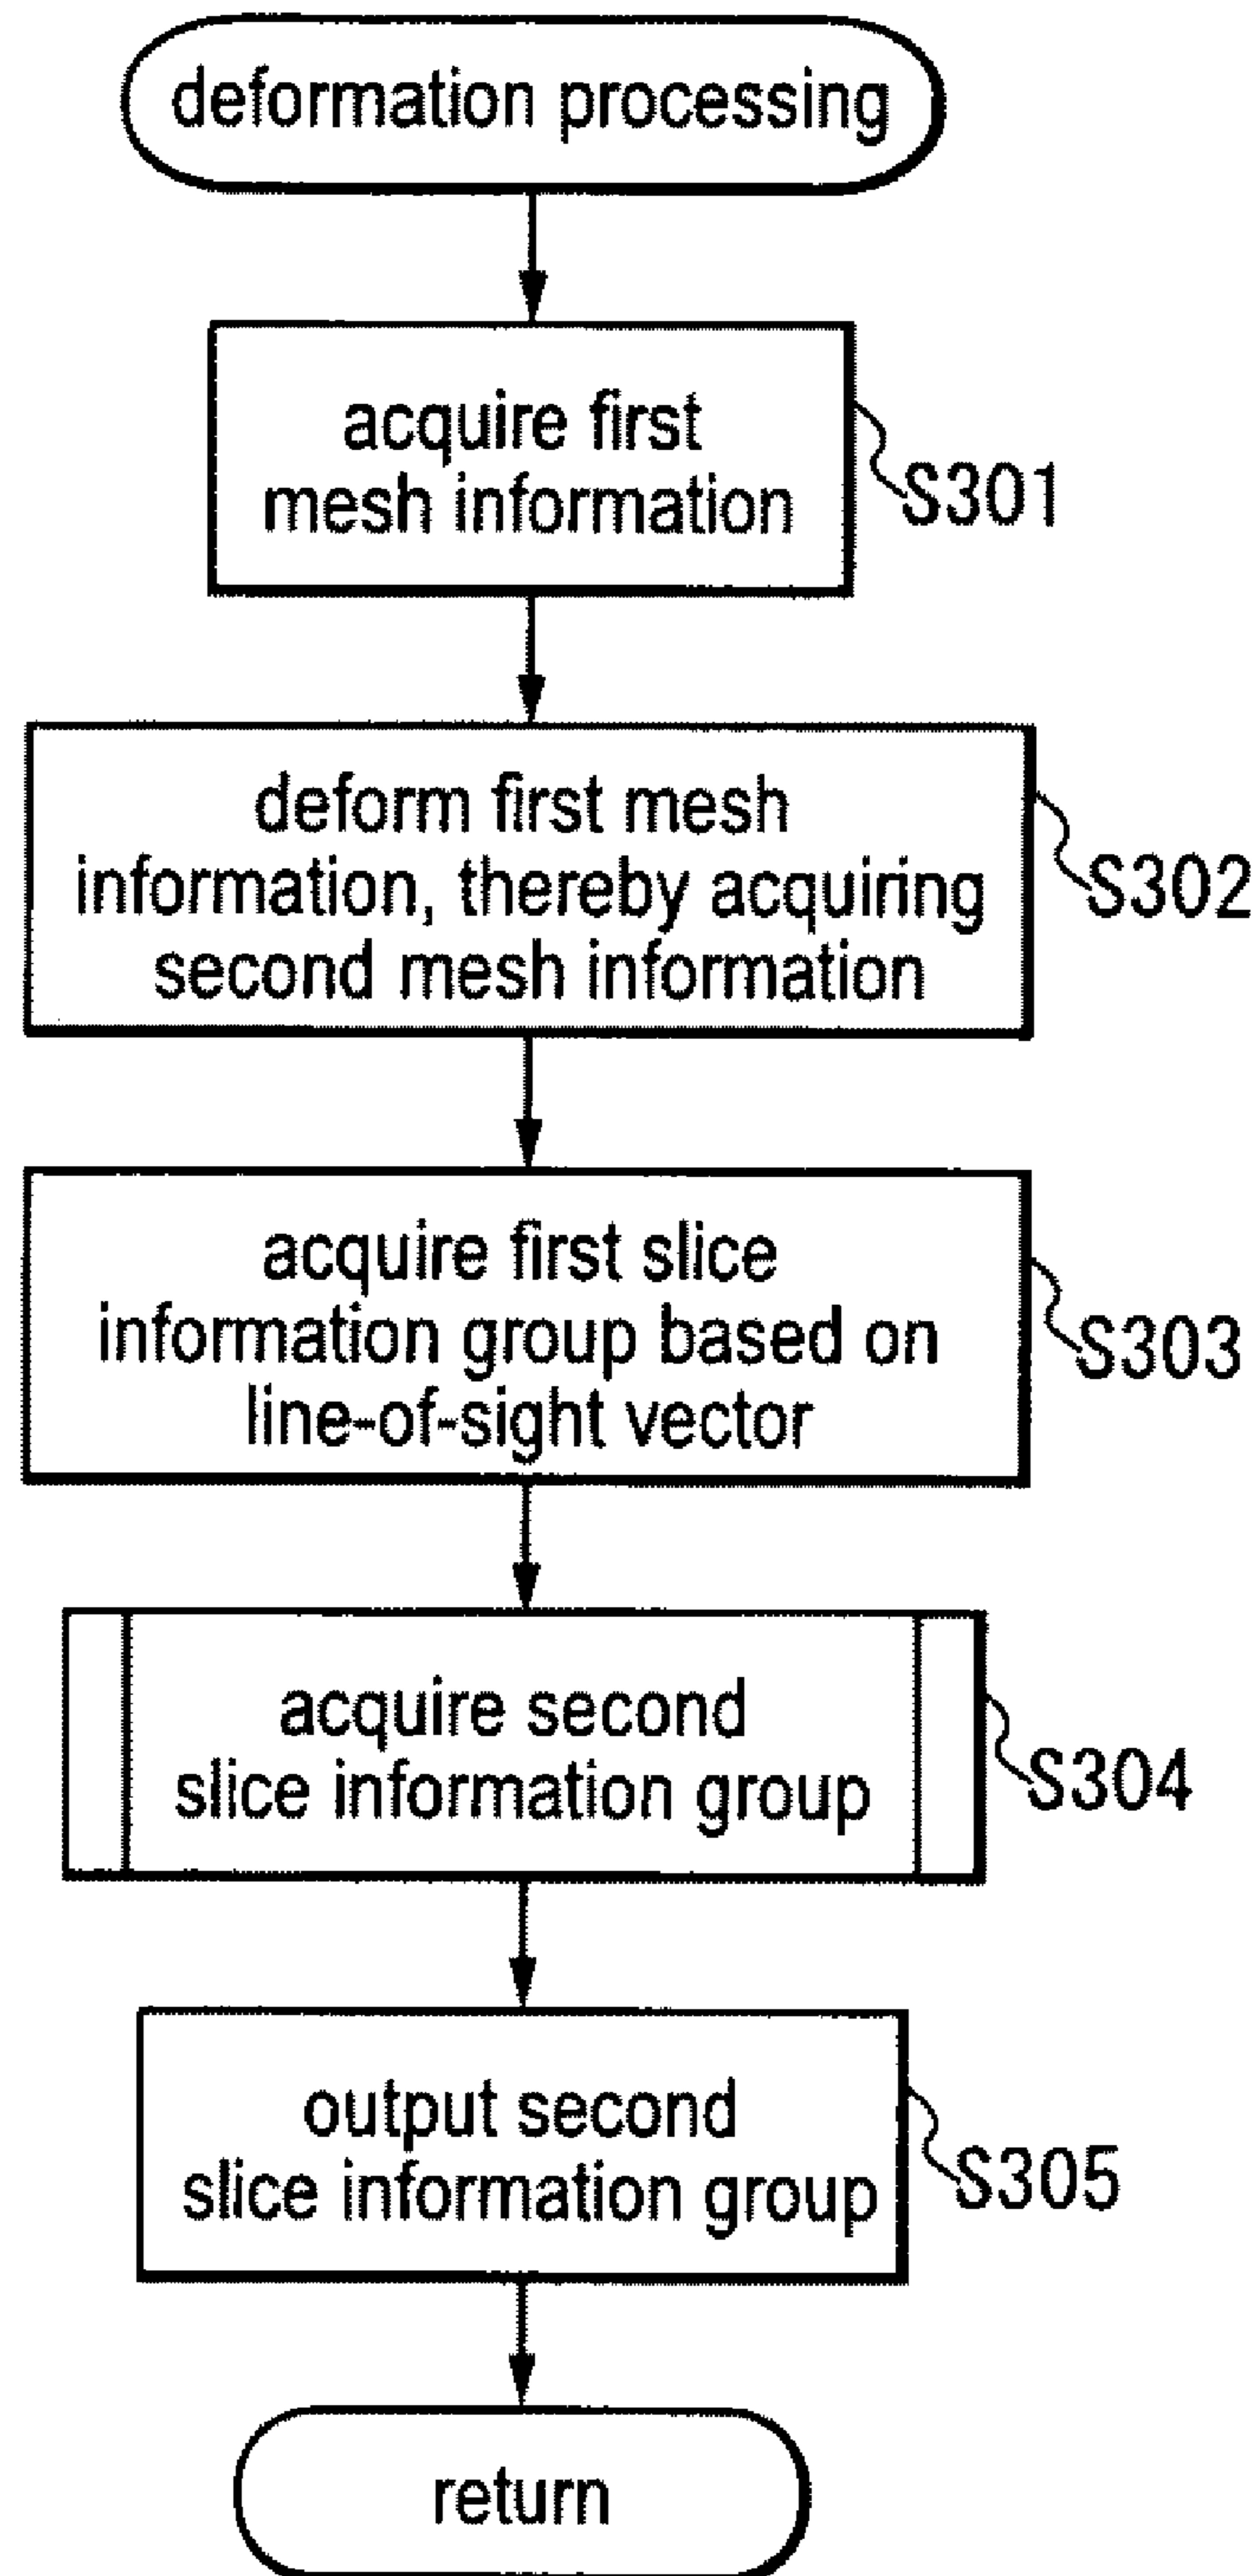 deformation processing
acquire first
mesh information
S301
deform first mesh
information, thereby acquiring
second mesh information
S302
acquire first slice
information group based on
line-of-sight vector
S303
acquire second
slice information group
S304
output second
slice information group
S305
return